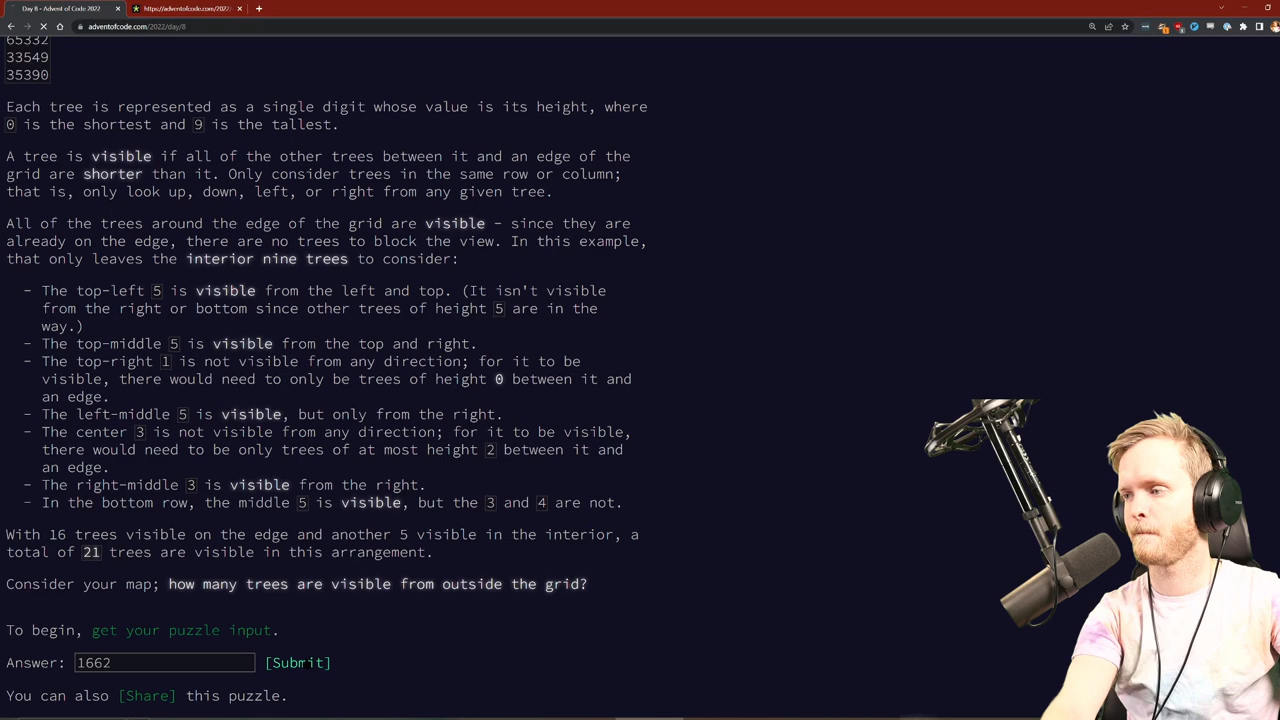 Day 8 - Advent of Code 2022
https://adventofcode.com/2022/
adventofcode.com/2022/day/8
65332
33549
35390
Each tree is represented as a single digit whose value is its height, where
0 is the shortest and 9 is the tallest.
A tree is visible if all of the other trees between it and an edge of the
grid are shorter than it. Only consider trees in the same row or column;
that is, only look up, down, left, or right from any given tree.
All of the trees around the edge of the grid are visible - since they are
already on the edge, there are no trees to block the view. In this example,
that only leaves the interior nine trees to consider:
- The top-left 5 is visible from the left and top. (It isn't visible
from the right or bottom since other trees of height 5 are in the
way.)
- The top-middle 5 is visible from the top and right.
- The top-right 1 is not visible from any direction; for it to be
visible, there would need to only be trees of height 0 between it and
an edge.
- The left-middle 5 is visible, but only from the right.
- The center 3 is not visible from any direction; for it to be visible,
there would need to be only trees of at most height 2 between it and
an edge.
- The right-middle 3 is visible from the right.
- In the bottom row, the middle 5 is visible, but the 3 and 4 are not.
With 16 trees visible on the edge and another 5 visible in the interior, a
total of 21 trees are visible in this arrangement.
Consider your map; how many trees are visible from outside the grid?
To begin, get your puzzle input.
Answer: 1662 [Submit]
You can also [Share] this puzzle.